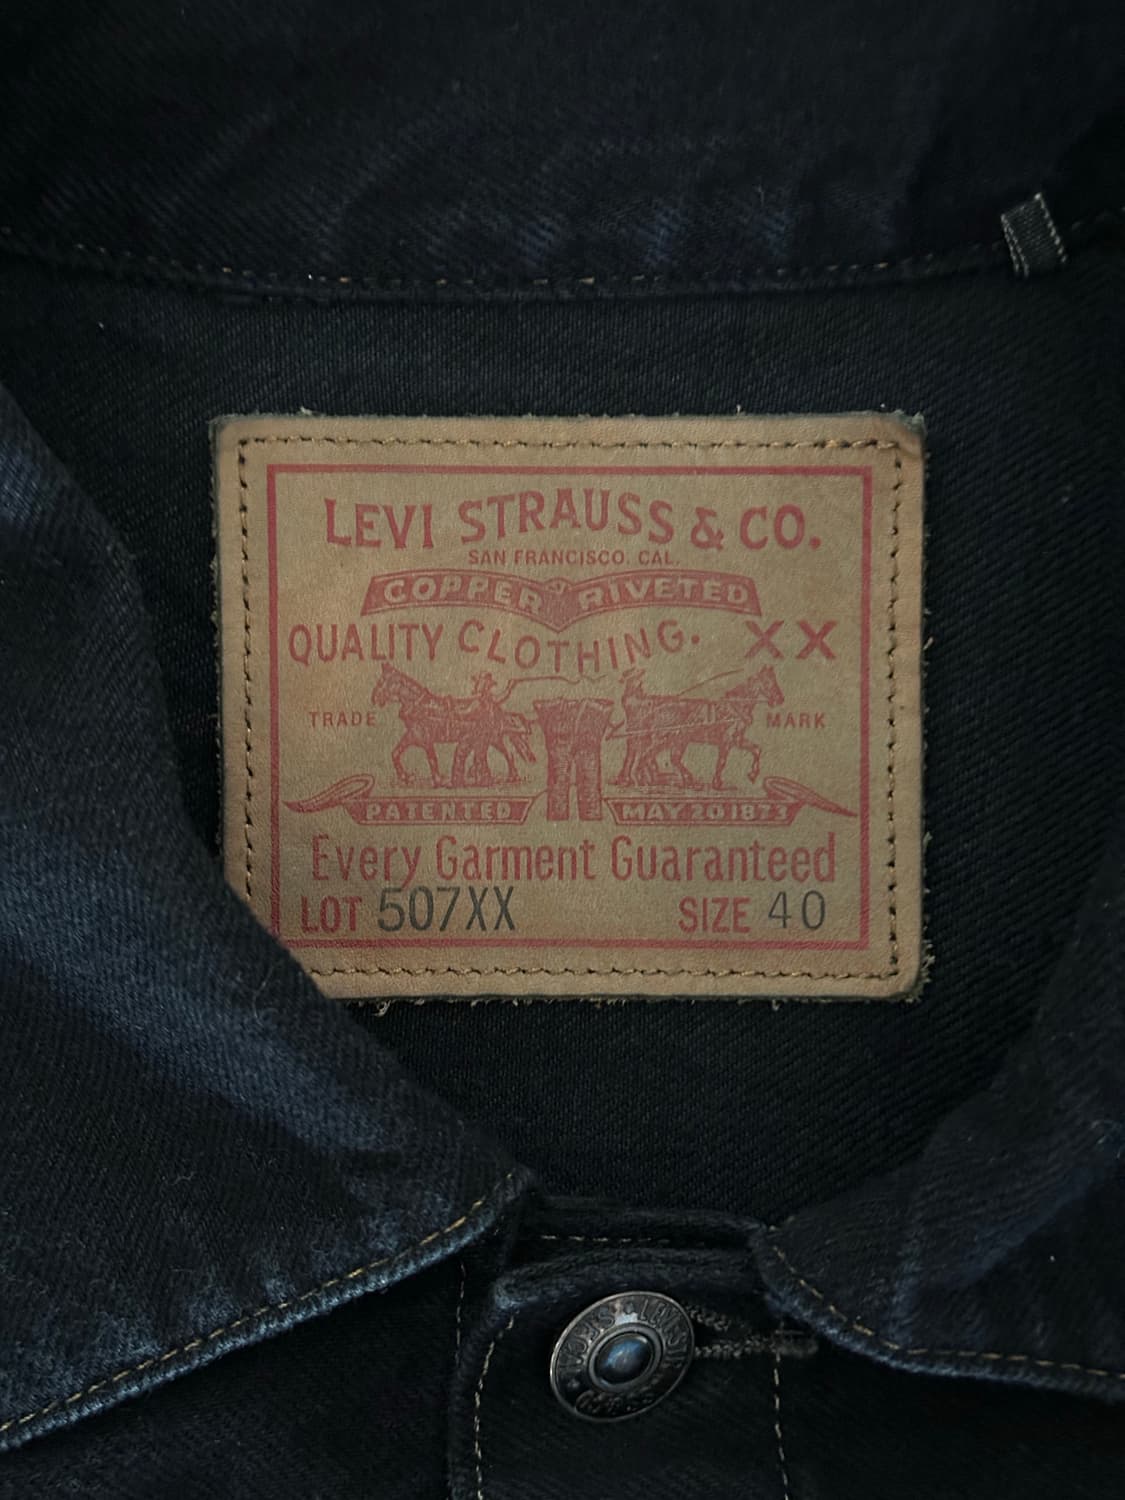 LEVI STRAUSS & CO.
SAN FRANCISCO. CAL.
COPPER RIVETED
QUALITY CLOTHING. XX
TRADE MARK
PATENTED MAY 20 1873
Every Garment Guaranteed
LOT 507XX SIZE 40